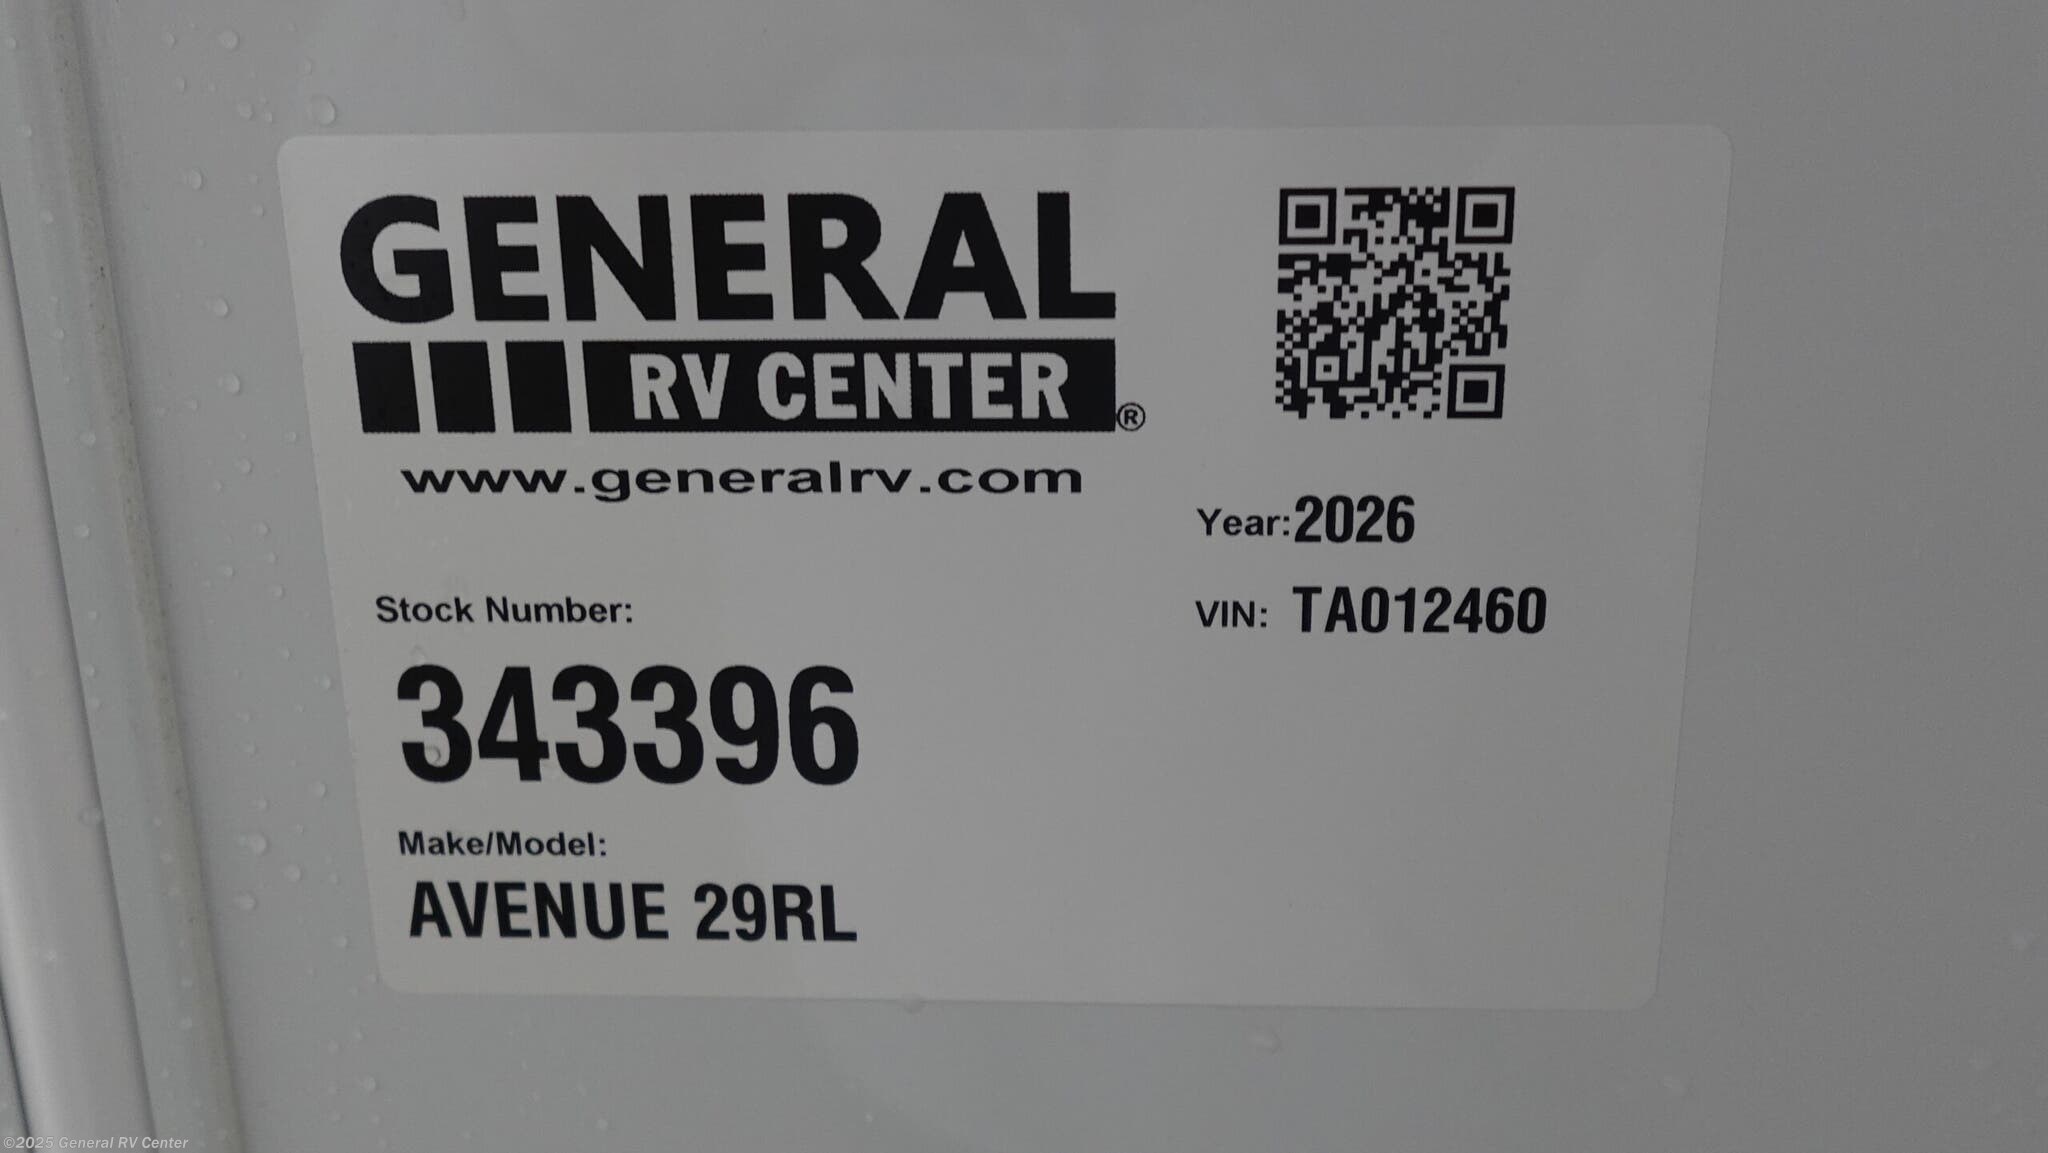 GENERAL
RV CENTER®
www.generalrv.com
Year:2026
VIN: TA012460
Stock Number:
343396
Make/Model:
AVENUE 29RL
©2025 General RV Center